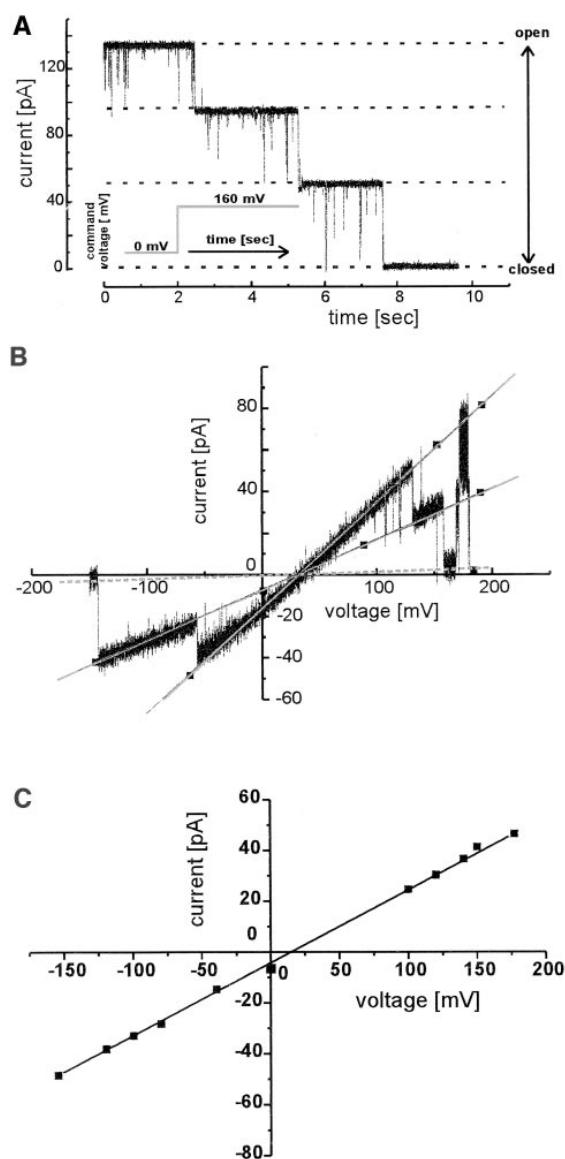 A
open
120
80
40
0
current [pA]
command
voltage [ mV]
160 mV
0 mV
time [sec]
closed
0
2
4
6
8
10
time [sec]
B
80
40
0
-20
-40
-60
current [pA]
-200
-100
100
200
voltage [mV]
C
60
40
20
0
-20
-40
-60
-80
current [pA]
-150
-100
-50
0
50
100
150
200
voltage [mV]